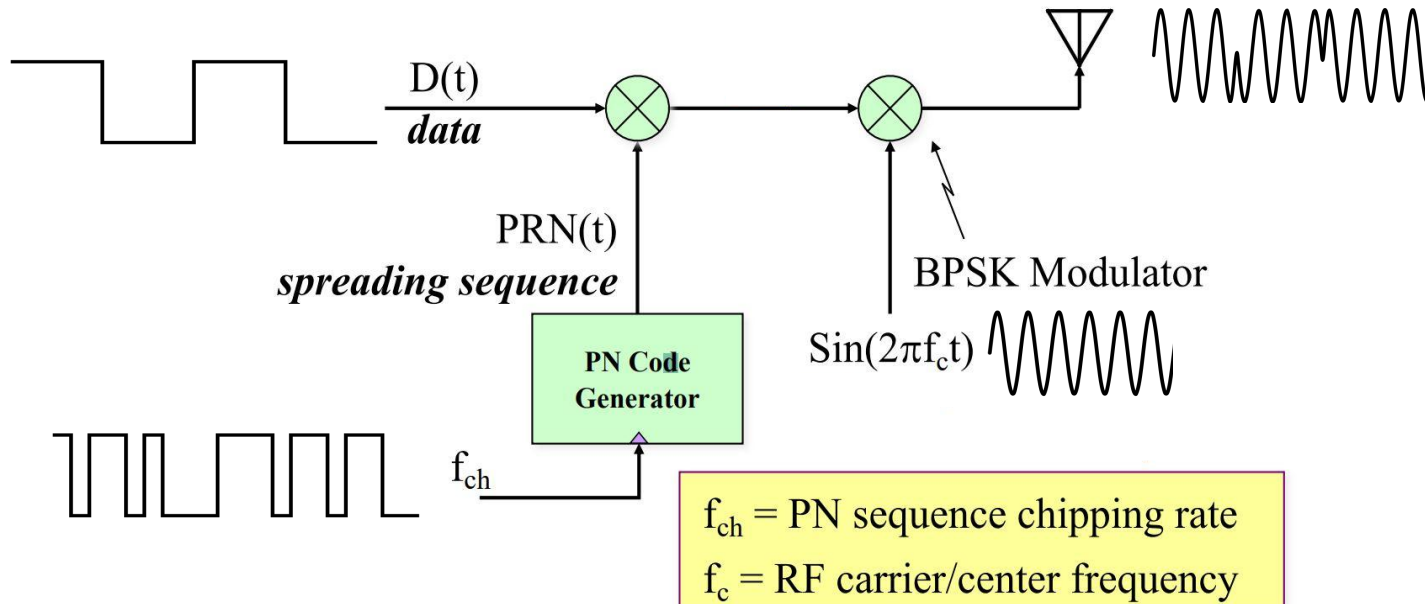 D(t)
data
PRN(t)
spreading sequence
BPSK Modulator
Sin(2πf_ct)
PN Code
Generator
f_ch
f_ch = PN sequence chipping rate
f_c = RF carrier/center frequency